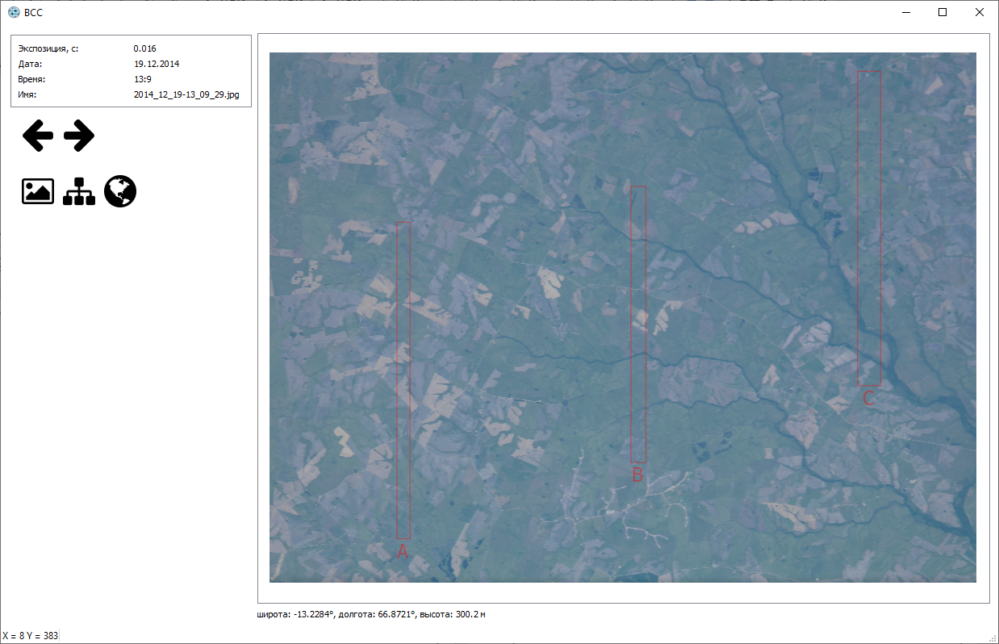 ВСС
Экспозиция, с: 0.016
Дата: 19.12.2014
Время: 13:9
Имя: 2014_12_19-13_09_29.jpg
C
B
A
широта: -13.2284°, долгота: 66.8721°, высота: 300.2 м
X = 8 Y = 383